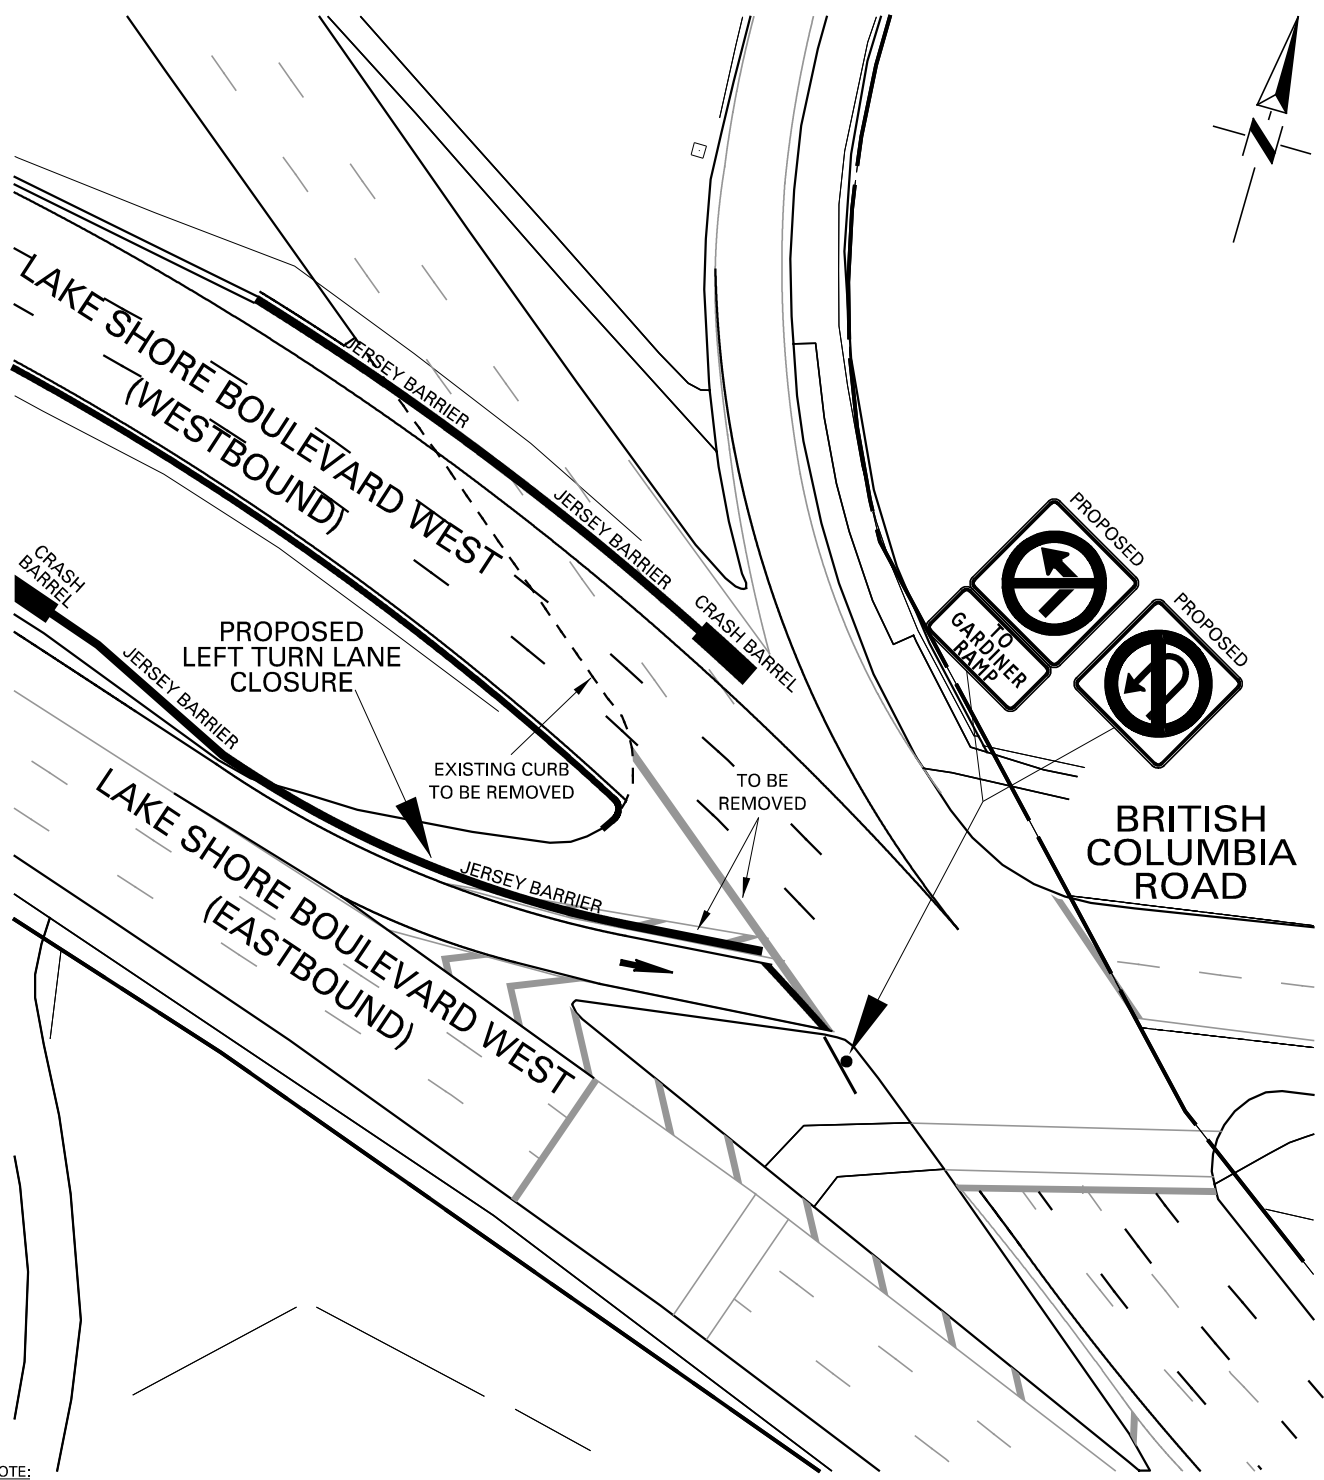 N
LAKE SHORE BOULEVARD WEST
(WESTBOUND)
JERSEY BARRIER
JERSEY BARRIER
CRASH BARREL
PROPOSED
TO
GARDINER
RAMP
PROPOSED
CRASH
BARREL
JERSEY BARRIER
PROPOSED
LEFT TURN LANE
CLOSURE
EXISTING CURB
TO BE REMOVED
TO BE
REMOVED
JERSEY BARRIER
BRITISH
COLUMBIA
ROAD
LAKE SHORE BOULEVARD WEST
(EASTBOUND)
OTE: